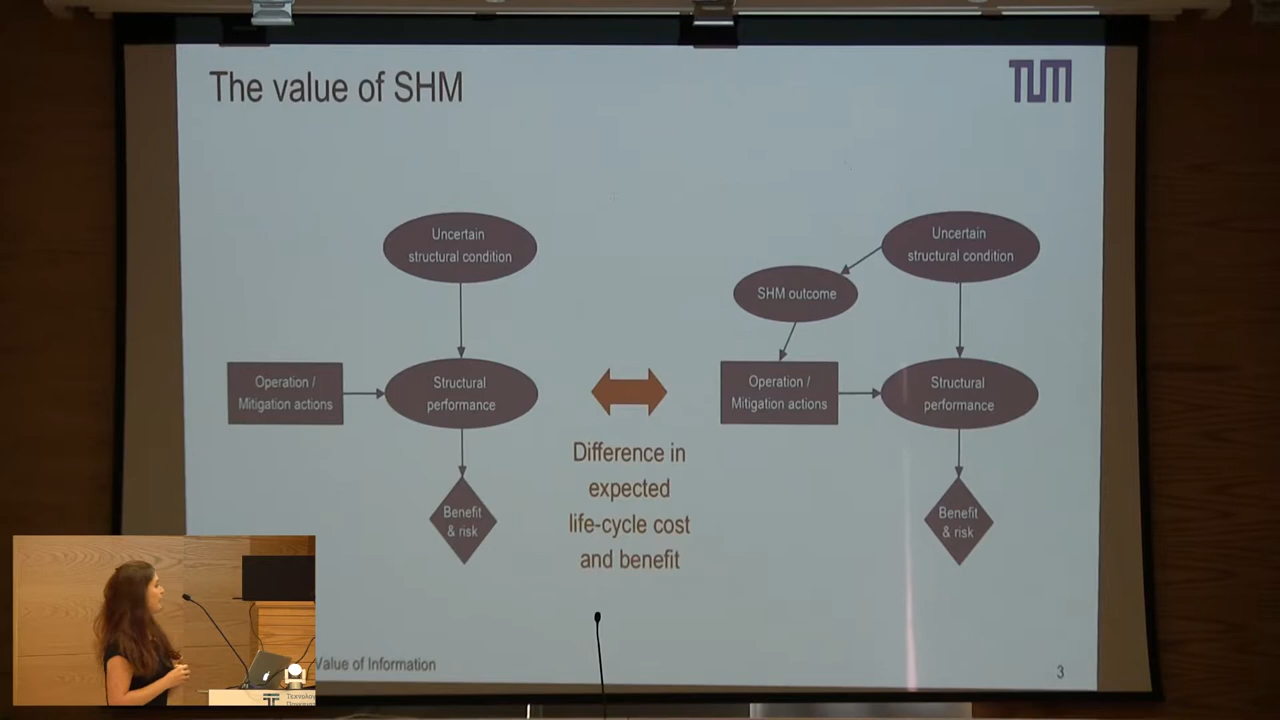 The value of SHM
TUM
Uncertain
structural condition
Operation /
Mitigation actions
Structural
performance
Benefit
& risk
Difference in
expected
life-cycle cost
and benefit
Uncertain
structural condition
SHM outcome
Operation /
Mitigation actions
Structural
performance
Benefit
& risk
Value of Information
3